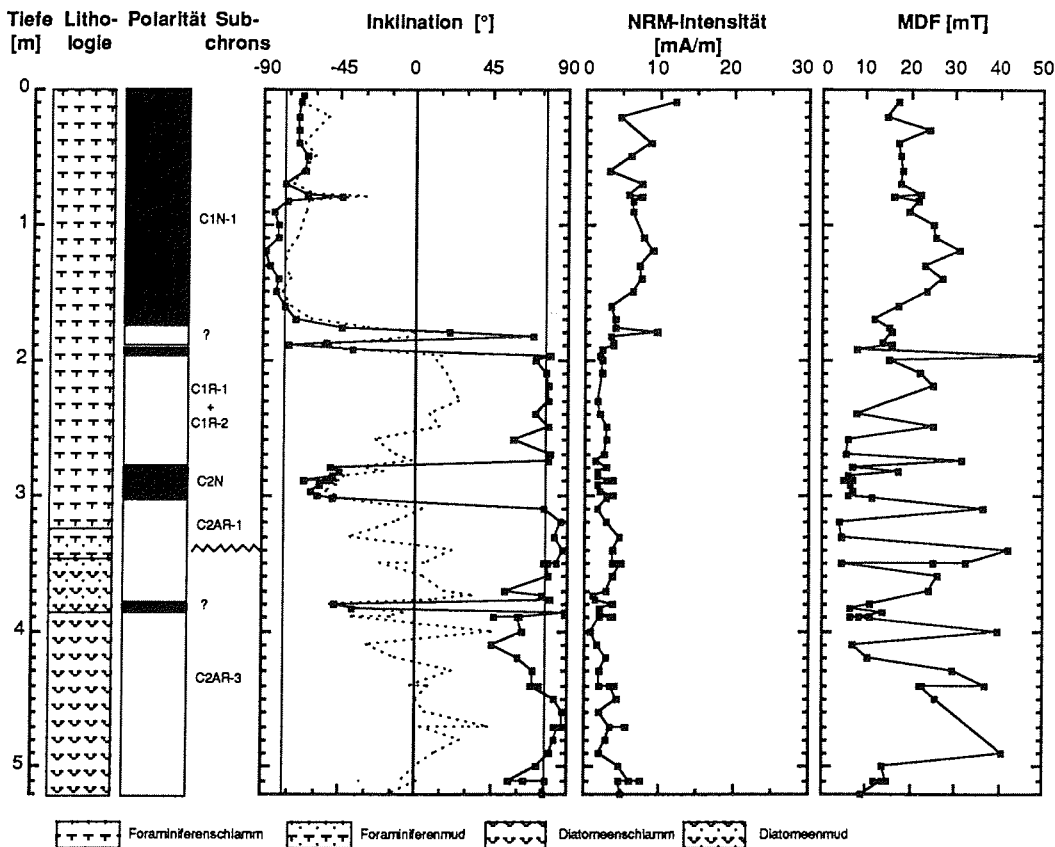 Tiefe Litho- Polarität Sub- Inklination [°] NRM-Intensität MDF [mT]
[m] logie chrons [mA/m]
-90 -45 0 45 90 0 10 20 30 0 10 20 30 40 50
0
C1N-1
1
?
2
C1R-1
+
C1R-2
C2N
3
C2AR-1
?
4
C2AR-3
5
Foraminiferenschlamm Foraminiferenmud Diatomeenschlamm Diatomeenmud